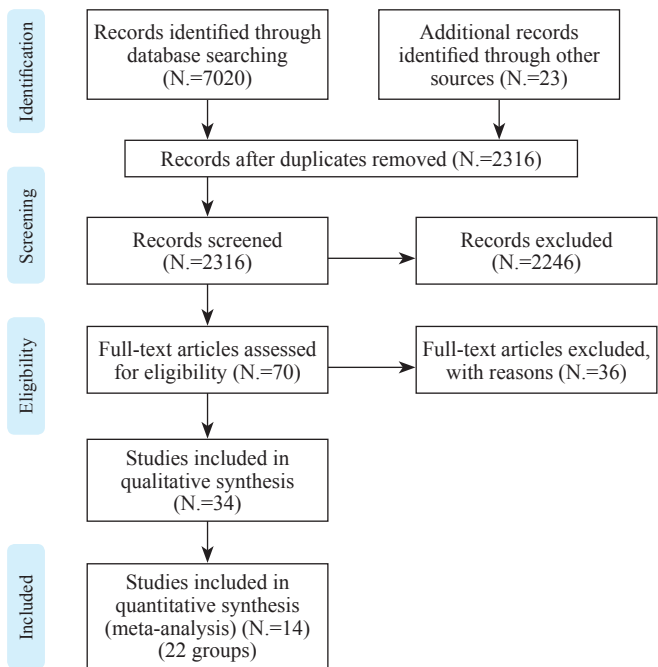 Identification
Records identified through
database searching
(N.=7020)
Additional records
identified through other
sources (N.=23)
Records after duplicates removed (N.=2316)
Screening
Records screened
(N.=2316)
Records excluded
(N.=2246)
Eligibility
Full-text articles assessed
for eligibility (N.=70)
Full-text articles excluded,
with reasons (N.=36)
Studies included in
qualitative synthesis
(N.=34)
Included
Studies included in
quantitative synthesis
(meta-analysis) (N.=14)
(22 groups)